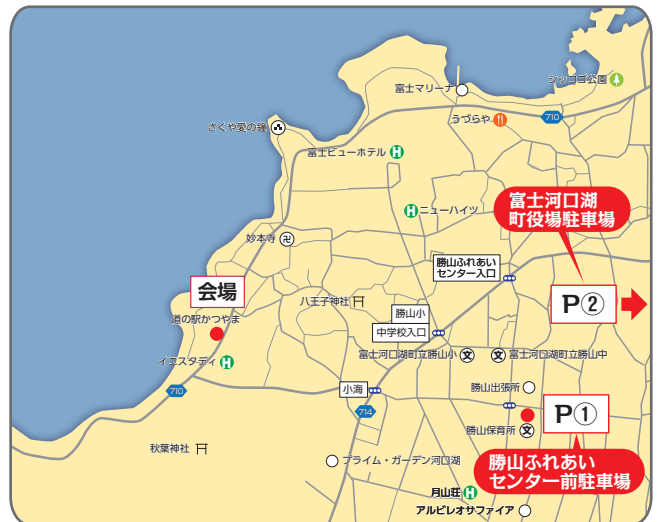 シッゴゴ公園
富士マリーナ
うづらや
710
さくや愛の鐘
富士ビューホテル
H
富士河口湖
町役場駐車場
ニューハイツ
H
妙本寺
卍
勝山ふれあい
センター入口
会場
P②
八王子神社
勝山小
中学校入口
道の駅かつやま
富士河口湖町立勝山小
文
文
富士河口湖町立勝山中
イエスタディ
H
小海
勝山出張所
710
714
P①
勝山保育所
文
秋葉神社
プライム・ガーデン河口湖
勝山ふれあい
センター前駐車場
月山荘
H
アルビレオサファイア